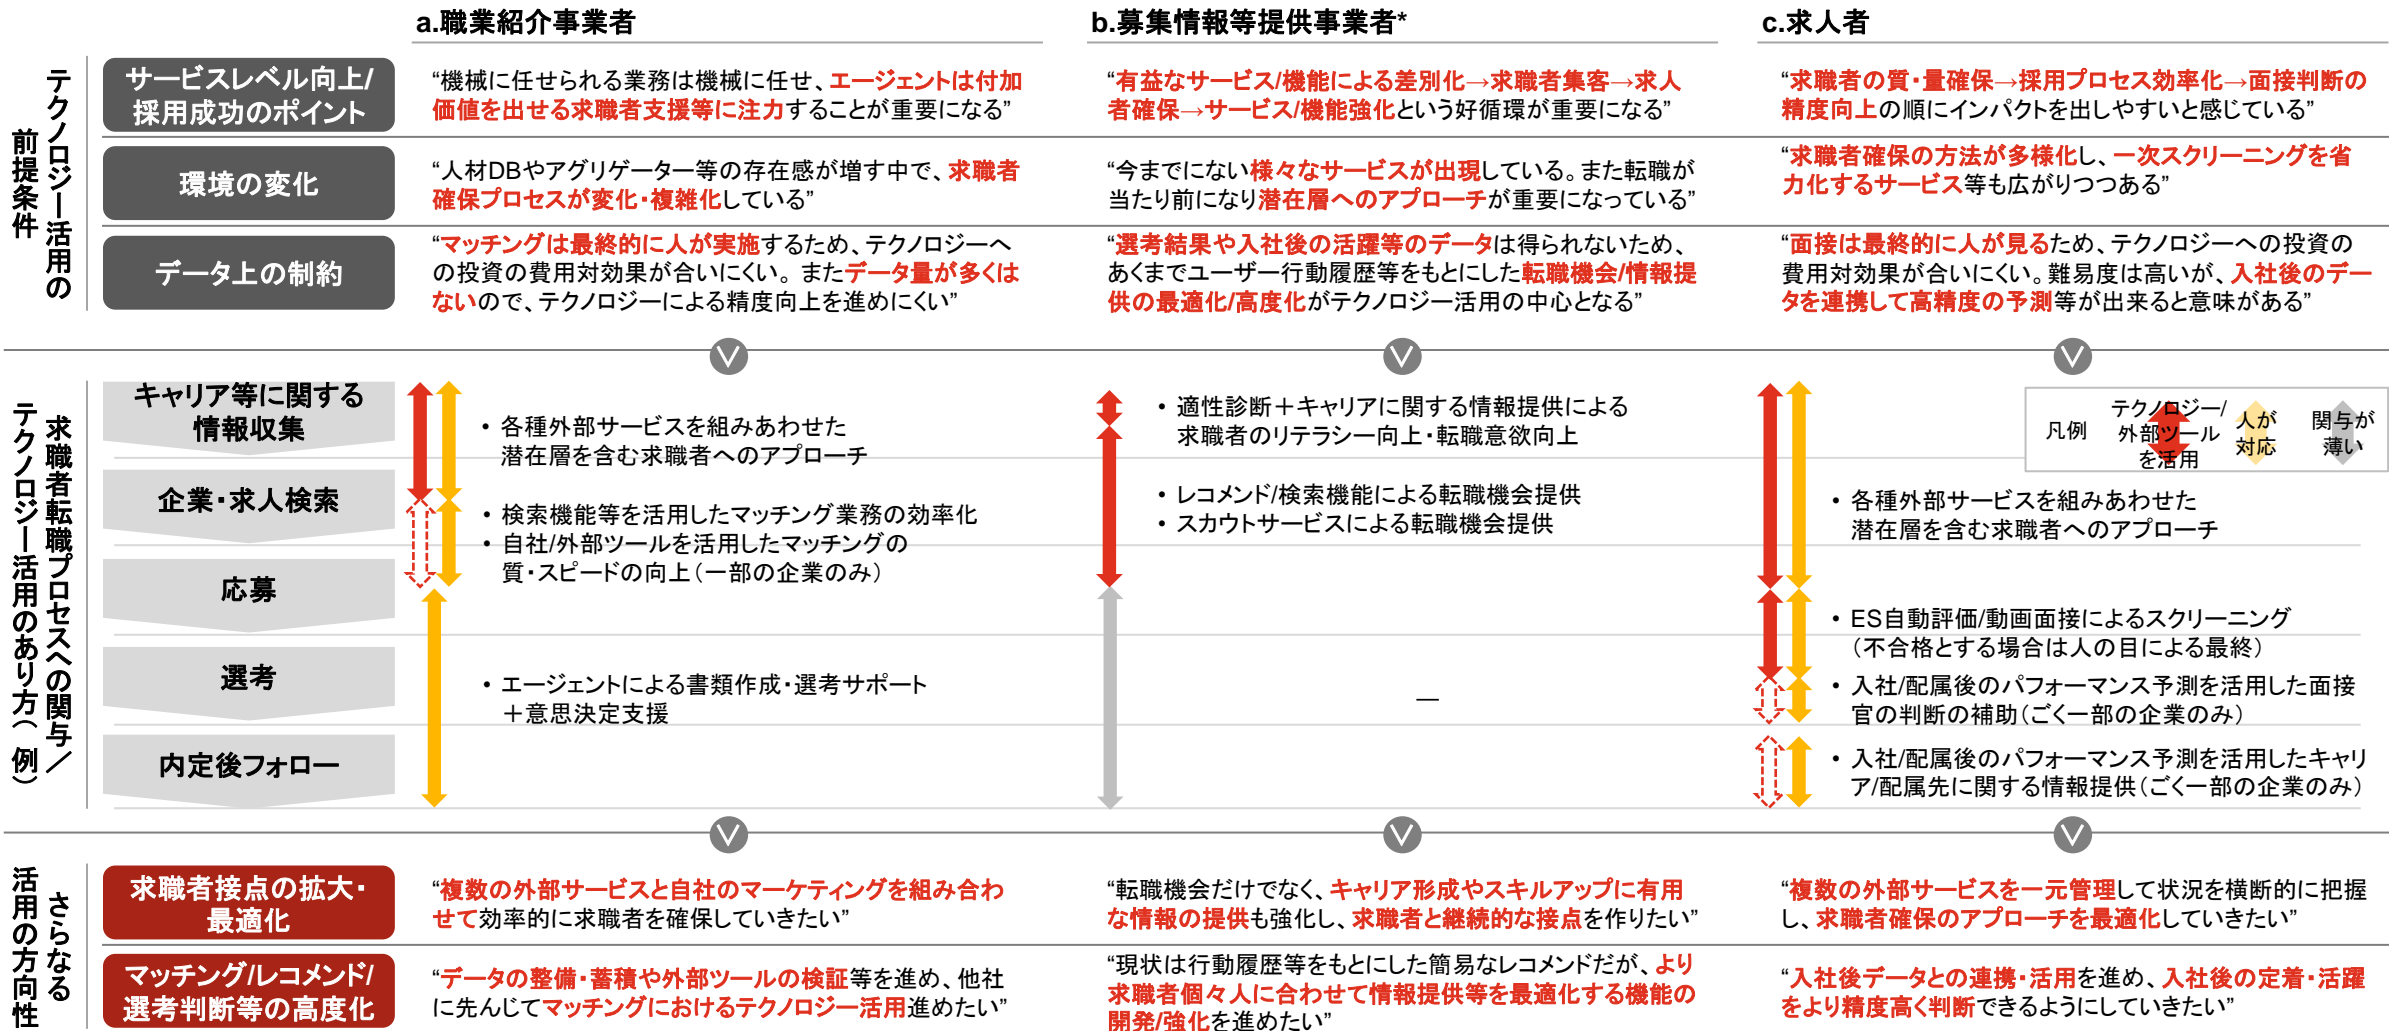 a.職業紹介事業者
b.募集情報等提供事業者*
c.求人者
テクノロジー活用の
前提条件
サービスレベル向上/
採用成功のポイント
“機械に任せられる業務は機械に任せ、エージェントは付加
価値を出せる求職者支援等に注力することが重要になる”
“有益なサービス/機能による差別化→求職者集客→求人
者確保→サービス/機能強化という好循環が重要になる”
“求職者の質・量確保→採用プロセス効率化→面接判断の
精度向上の順にインパクトを出しやすいと感じている”
環境の変化
“人材DBやアグリゲーター等の存在感が増す中で、求職者
確保プロセスが変化・複雑化している”
“今までにない様々なサービスが出現している。また転職が
当たり前になり潜在層へのアプローチが重要になっている”
“求職者確保の方法が多様化し、一次スクリーニングを省
力化するサービス等も広がりつつある”
データ上の制約
“マッチングは最終的に人が実施するため、テクノロジーへ
の投資の費用対効果が合いにくい。またデータ量が多くは
ないので、テクノロジーによる精度向上を進めにくい”
“選考結果や入社後の活躍等のデータは得られないため、
あくまでユーザー行動履歴等をもとにした転職機会/情報提
供の最適化/高度化がテクノロジー活用の中心となる”
“面接は最終的に人が見るため、テクノロジーへの投資の
費用対効果が合いにくい。難易度は高いが、入社後のデー
タを連携して高精度の予測等が出来ると意味がある”
求職者転職プロセスへの関与/
テクノロジー活用のあり方(例)
キャリア等に関する
情報収集
企業・求人検索
応募
選考
内定後フォロー
• 各種外部サービスを組みあわせた
潜在層を含む求職者へのアプローチ
• 検索機能等を活用したマッチング業務の効率化
• 自社/外部ツールを活用したマッチングの
質・スピードの向上(一部の企業のみ)
• エージェントによる書類作成・選考サポート
+意思決定支援
• 適性診断+キャリアに関する情報提供による
求職者のリテラシー向上・転職意欲向上
• レコメンド/検索機能による転職機会提供
• スカウトサービスによる転職機会提供
—
凡例
テクノロジー/
外部ツール
を活用
人が
対応
関与が
薄い
• 各種外部サービスを組みあわせた
潜在層を含む求職者へのアプローチ
• ES自動評価/動画面接によるスクリーニング
(不合格とする場合は人の目による最終)
• 入社/配属後のパフォーマンス予測を活用した面接
官の判断の補助(ごく一部の企業のみ)
• 入社/配属後のパフォーマンス予測を活用したキャリ
ア/配属先に関する情報提供(ごく一部の企業のみ)
さらなる
活用の方向性
求職者接点の拡大・
最適化
“複数の外部サービスと自社のマーケティングを組み合わ
せて効率的に求職者を確保していきたい”
“転職機会だけでなく、キャリア形成やスキルアップに有用
な情報の提供も強化し、求職者と継続的な接点を作りたい”
“複数の外部サービスを一元管理して状況を横断的に把握
し、求職者確保のアプローチを最適化していきたい”
マッチング/レコメンド/
選考判断等の高度化
“データの整備・蓄積や外部ツールの検証等を進め、他社
に先んじてマッチングにおけるテクノロジー活用進めたい”
“現状は行動履歴等をもとにした簡易なレコメンドだが、より
求職者個々人に合わせて情報提供等を最適化する機能の
開発/強化を進めたい”
“入社後データとの連携・活用を進め、入社後の定着・活躍
をより精度高く判断できるようにしていきたい”